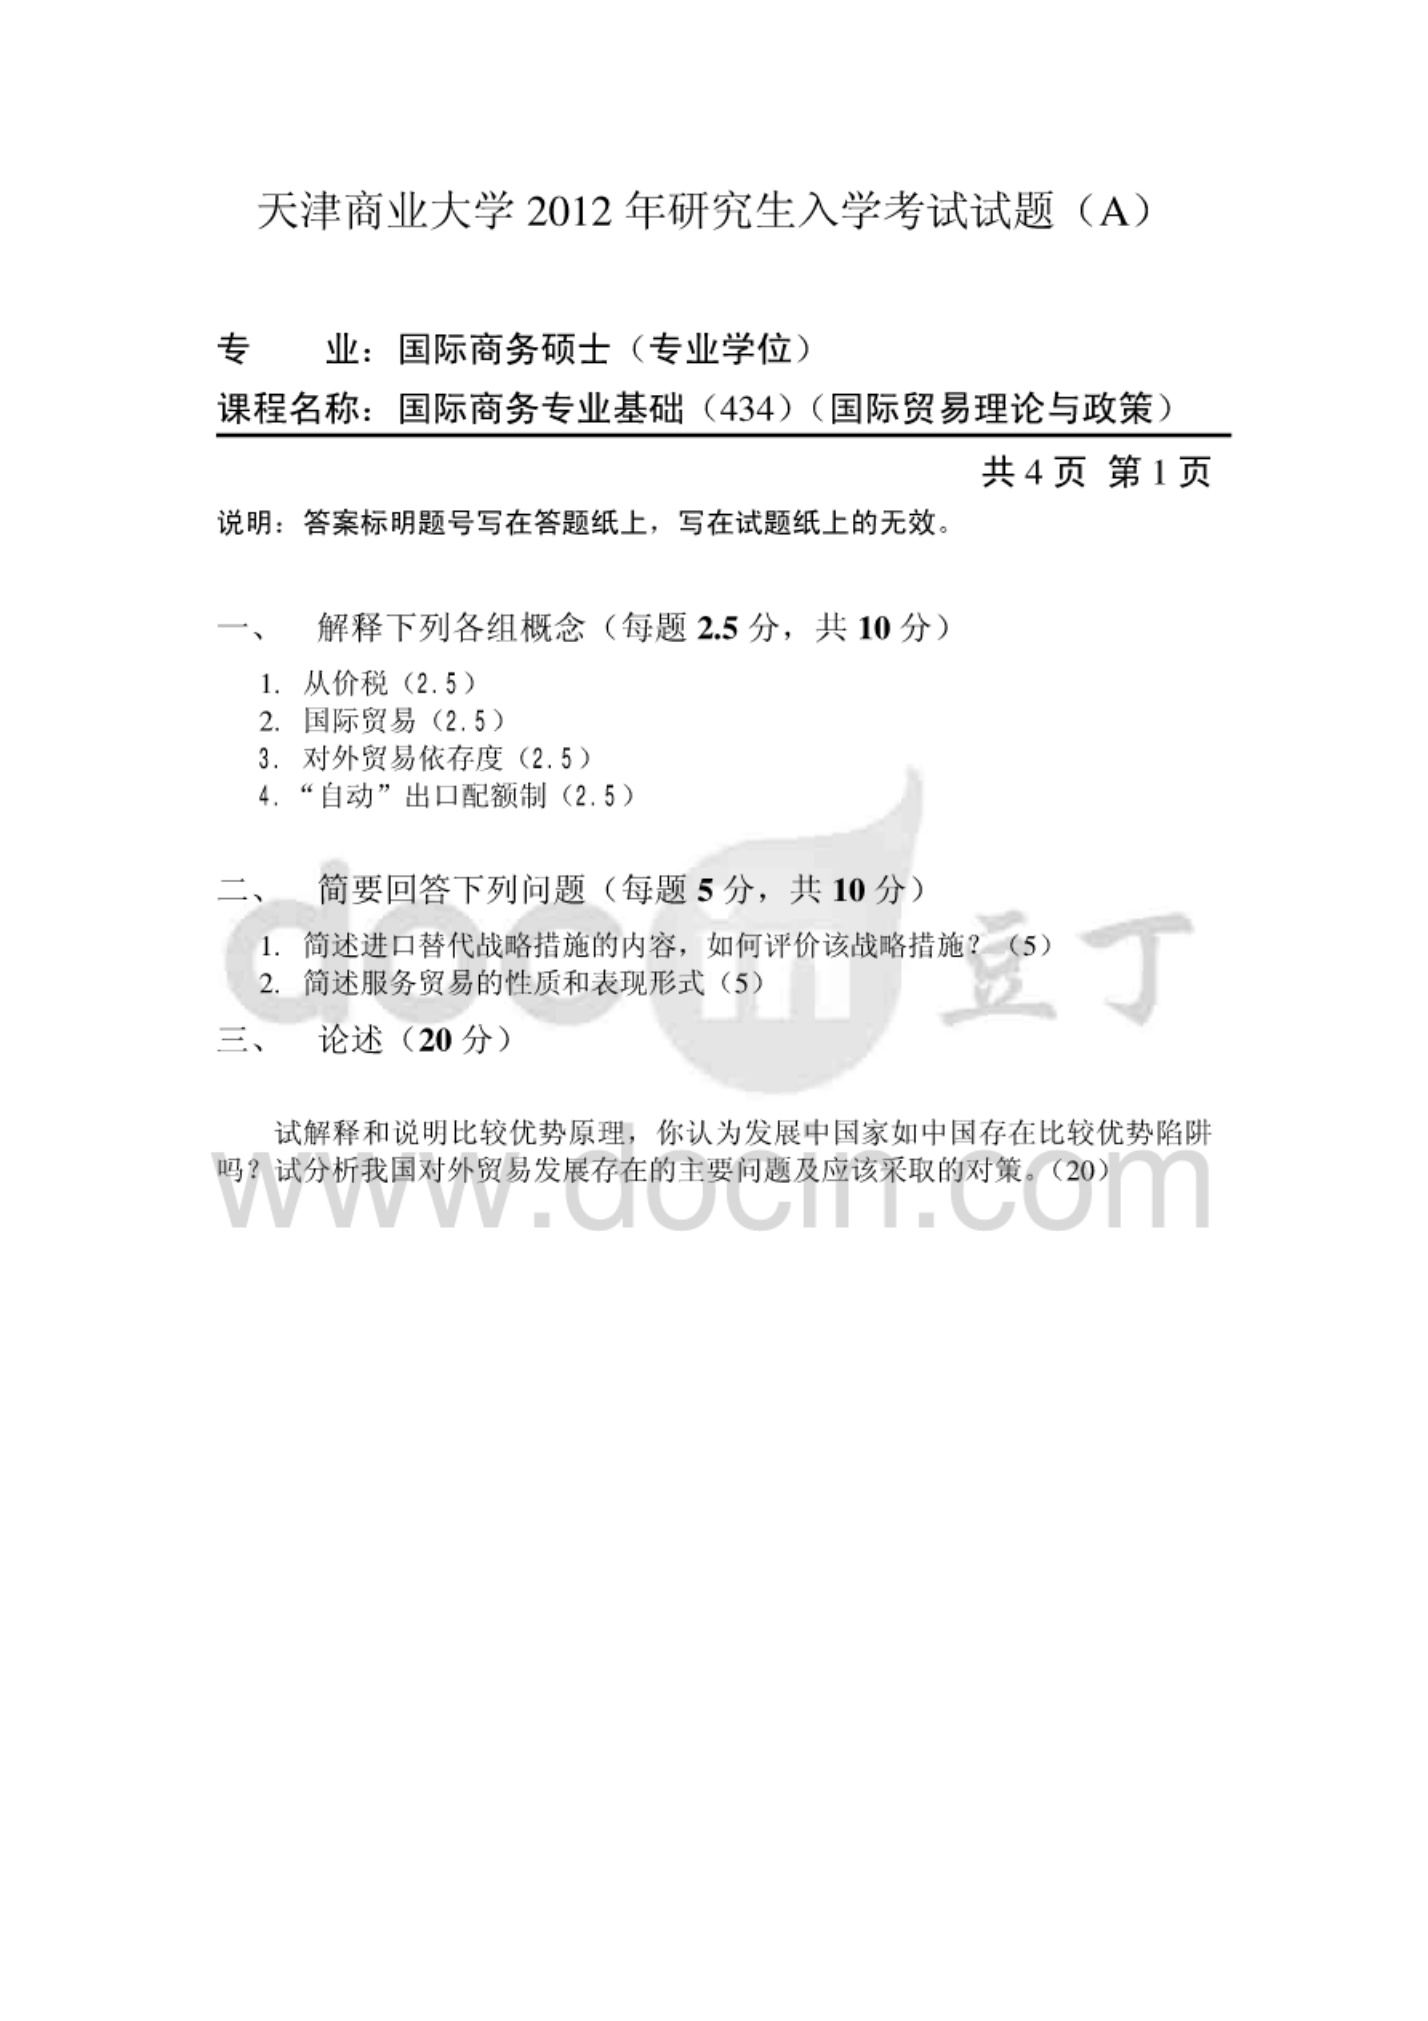 天津商业大学 2012 年研究生入学考试试题（A）
专 业：国际商务硕士（专业学位）
课程名称：国际商务专业基础（434）（国际贸易理论与政策）
共 4 页 第 1 页
说明：答案标明题号写在答题纸上，写在试题纸上的无效。
一、 解释下列各组概念（每题 2.5 分，共 10 分）
1. 从价税（2.5）
2. 国际贸易（2.5）
3. 对外贸易依存度（2.5）
4. “自动”出口配额制（2.5）
二、 简要回答下列问题（每题 5 分，共 10 分）
1. 简述进口替代战略措施的内容，如何评价该战略措施？（5）
2. 简述服务贸易的性质和表现形式（5）
三、 论述（20 分）
试解释和说明比较优势原理，你认为发展中国家如中国存在比较优势陷阱
吗？试分析我国对外贸易发展存在的主要问题及应该采取的对策。（20）
docin 豆丁
www.docin.com